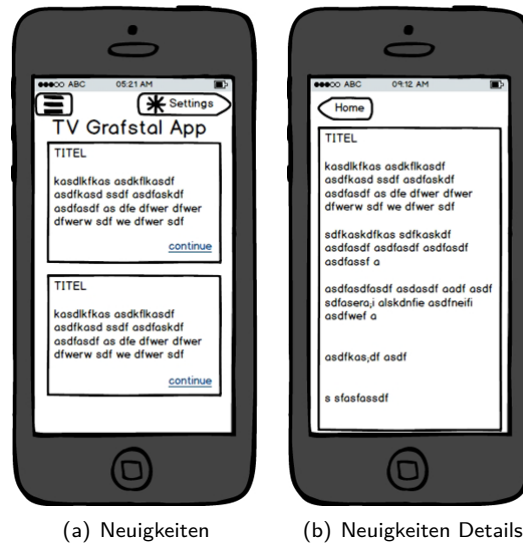 ABC 05:21 AM
Settings
TV Grafstal App
TITEL
kasdlkfkas asdkflkasdf
asdfkasd ssdf asdfaskdf
asdfasdf as dfe dfwer dfwer
dfwerw sdf we dfwer sdf
continue
TITEL
kasdlkfkas asdkflkasdf
asdfkasd ssdf asdfaskdf
asdfasdf as dfe dfwer dfwer
dfwerw sdf we dfwer sdf
continue
(a) Neuigkeiten
ABC 09:12 AM
Home
TITEL
kasdlkfkas asdkflkasdf
asdfkasd ssdf asdfaskdf
asdfasdf as dfe dfwer dfwer
dfwerw sdf we dfwer sdf
sdfkaskdfkas sdfkaskdf
asdfasdf asdfasdf asdfasdf
asdfassf a
asdfasdfasdf asdasdf aadf asdf
sdfasera,i alskdnfie asdfneifi
asdfwef a
asdfkas,df asdf
s sfasfassdf
(b) Neuigkeiten Details